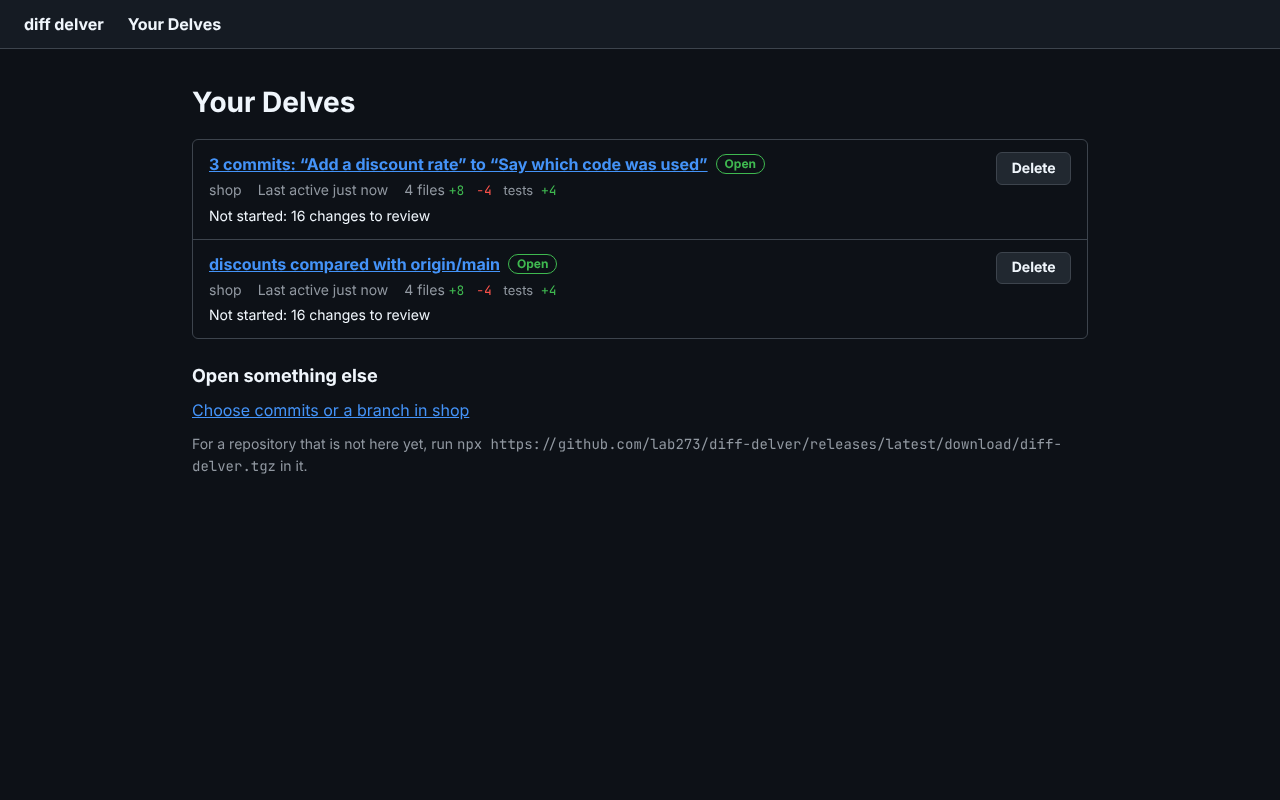 diff delver Your Delves
Your Delves
3 commits: “Add a discount rate” to “Say which code was used” Open Delete
shop Last active just now 4 files +8 -4 tests +4
Not started: 16 changes to review
discounts compared with origin/main Open Delete
shop Last active just now 4 files +8 -4 tests +4
Not started: 16 changes to review
Open something else
Choose commits or a branch in shop
For a repository that is not here yet, run npx https://github.com/lab273/diff-delver/releases/latest/download/diff-
delver.tgz in it.